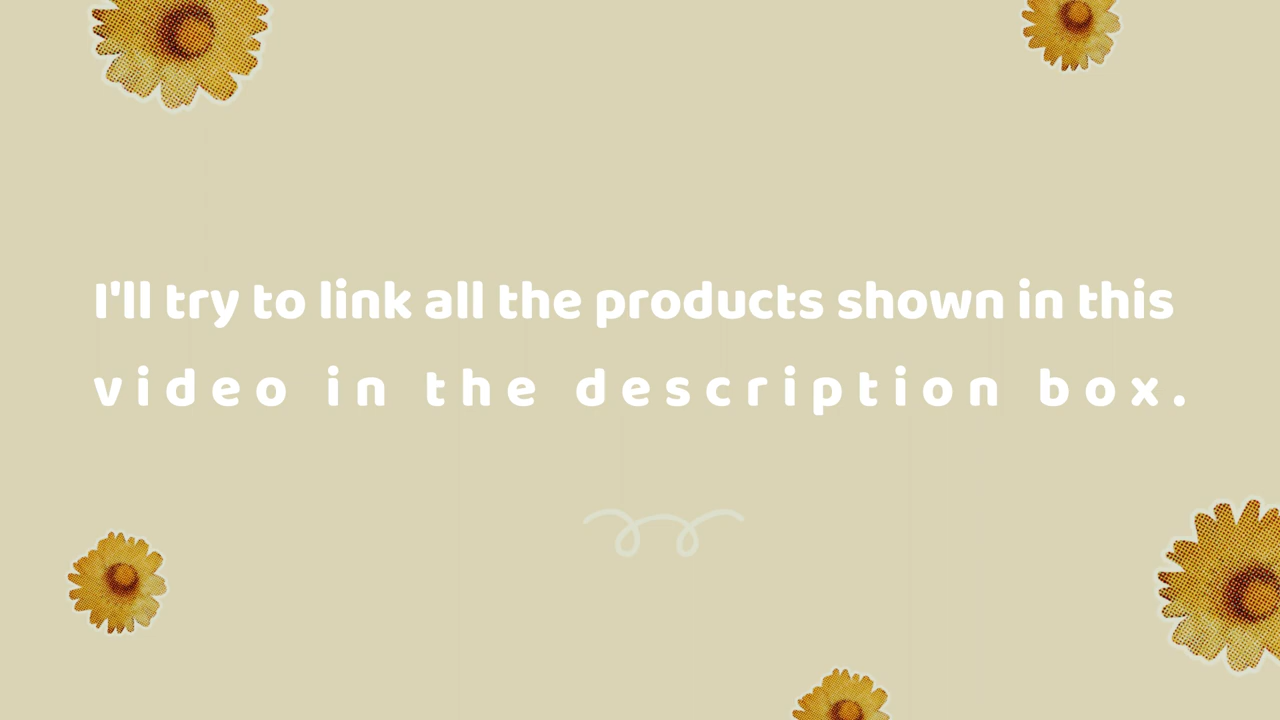 I'll try to link all the products shown in this
video in the description box.